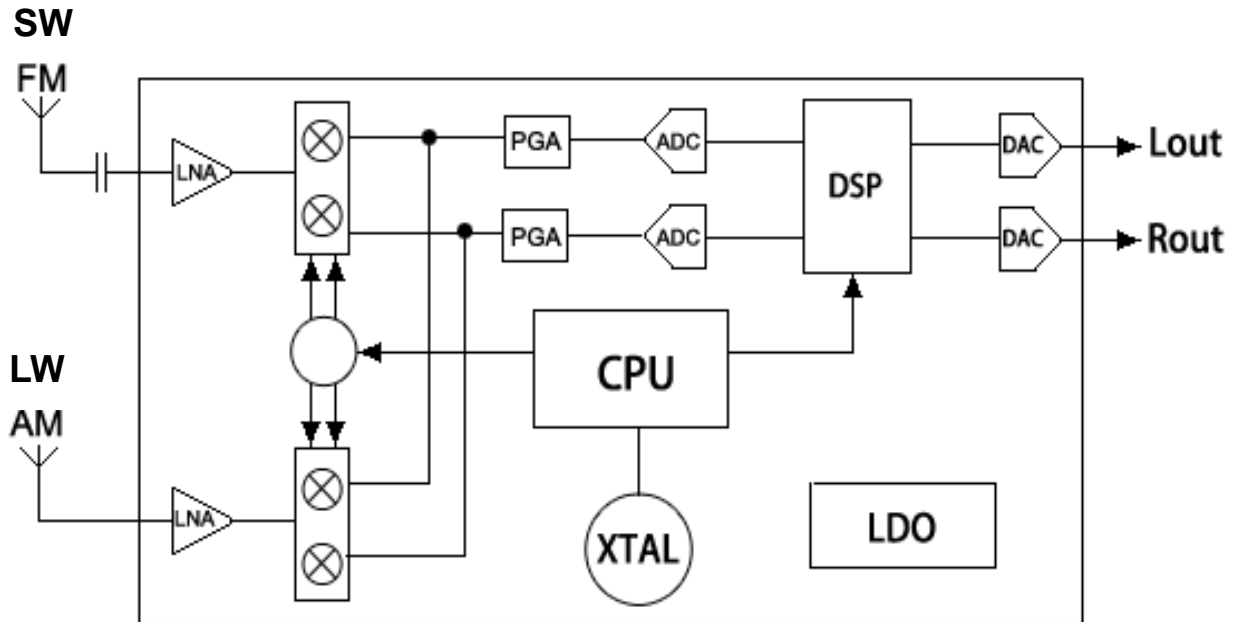 SW
FM
LNA
PGA
ADC
DSP
DAC
Lout
PGA
ADC
DAC
Rout
CPU
LW
AM
LNA
XTAL
LDO